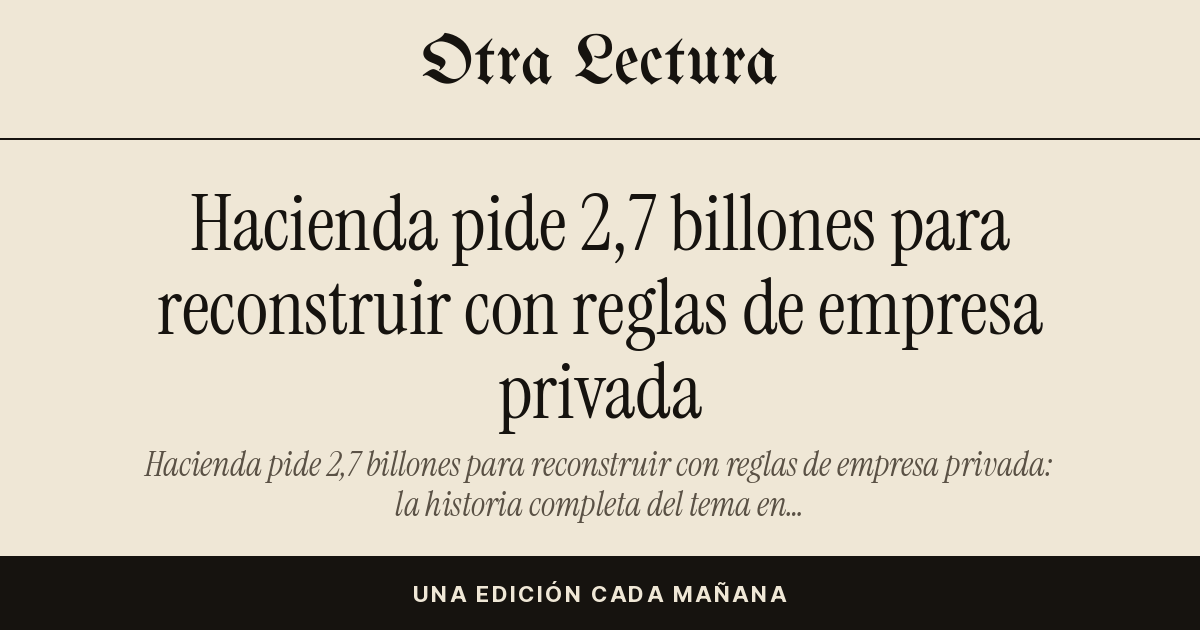 Otra Lectura
Hacienda pide 2,7 billones para
reconstruir con reglas de empresa
privada
Hacienda pide 2,7 billones para reconstruir con reglas de empresa privada:
la historia completa del tema en...
UNA EDICIÓN CADA MAÑANA